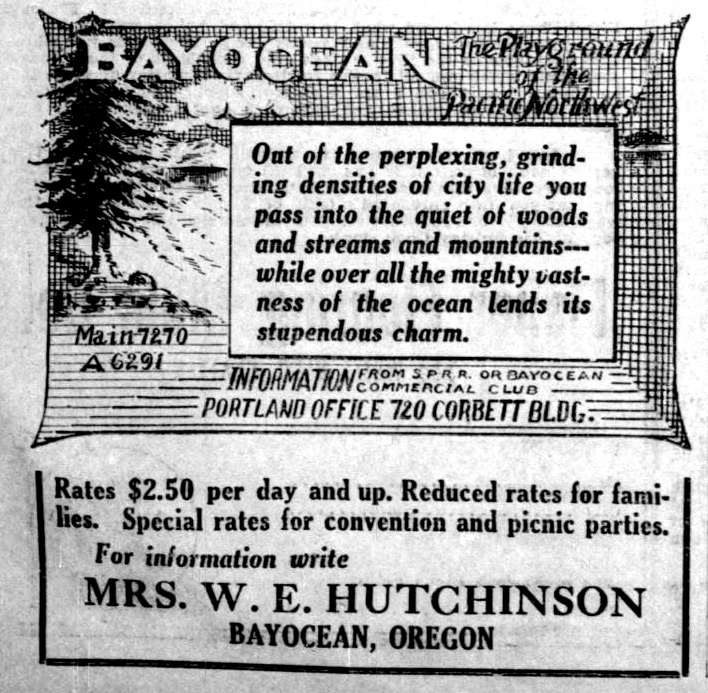 BAYOCEAN
The Playground
of the
Pacific Northwest
Out of the perplexing, grind-
ing densities of city life you
pass into the quiet of woods
and streams and mountains---
while over all the mighty vast-
ness of the ocean lends its
stupendous charm.
Main 7270
A 6291
INFORMATION FROM S.P.R.R. OR BAYOCEAN
COMMERCIAL CLUB
PORTLAND OFFICE 720 CORBETT BLDG.
Rates $2.50 per day and up. Reduced rates for fami-
lies. Special rates for convention and picnic parties.
For information write
MRS. W. E. HUTCHINSON
BAYOCEAN, OREGON